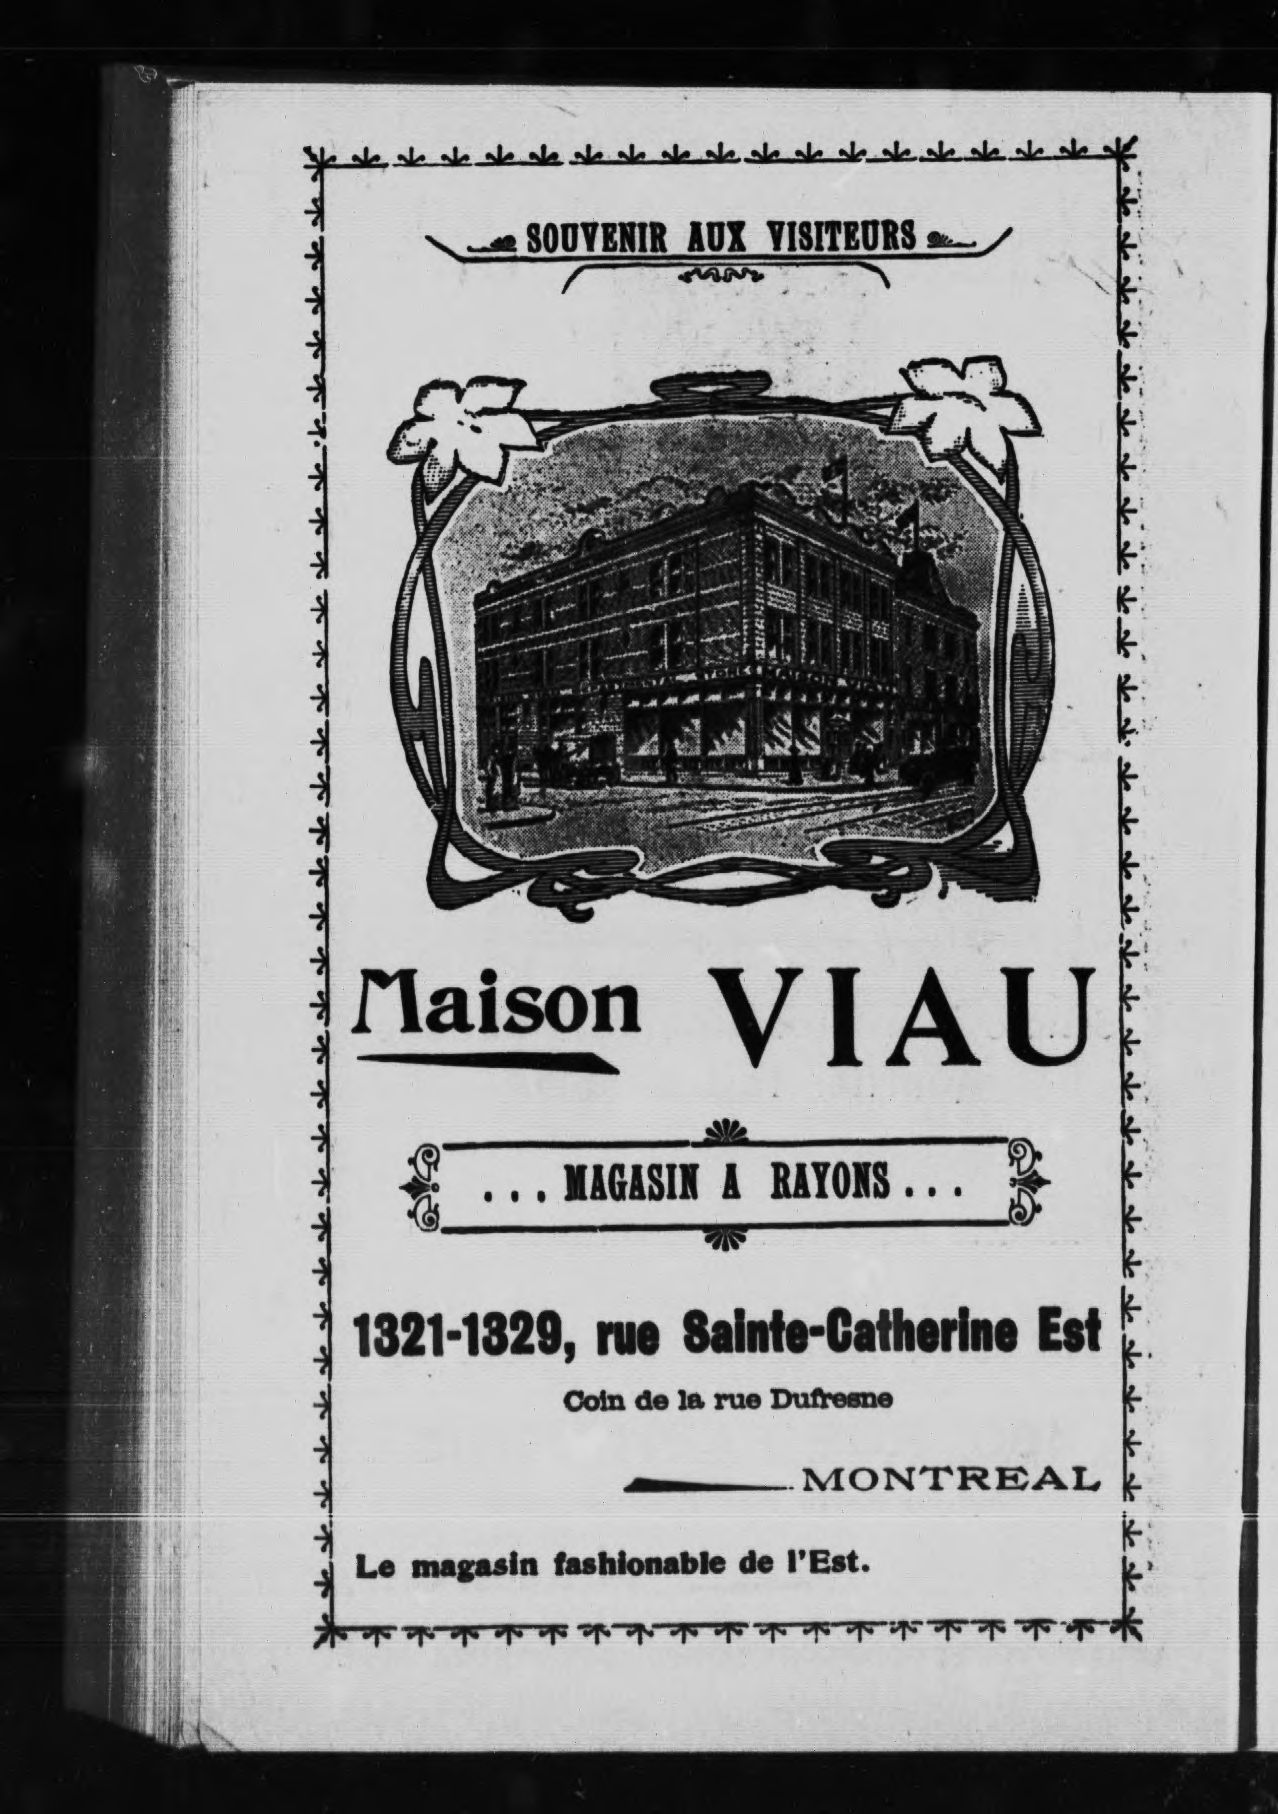 SOUVENIR AUX VISITEURS
Maison VIAU
... MAGASIN A RAYONS ...
1321-1329, rue Sainte-Catherine Est
Coin de la rue Dufresne
MONTREAL
Le magasin fashionable de l'Est.